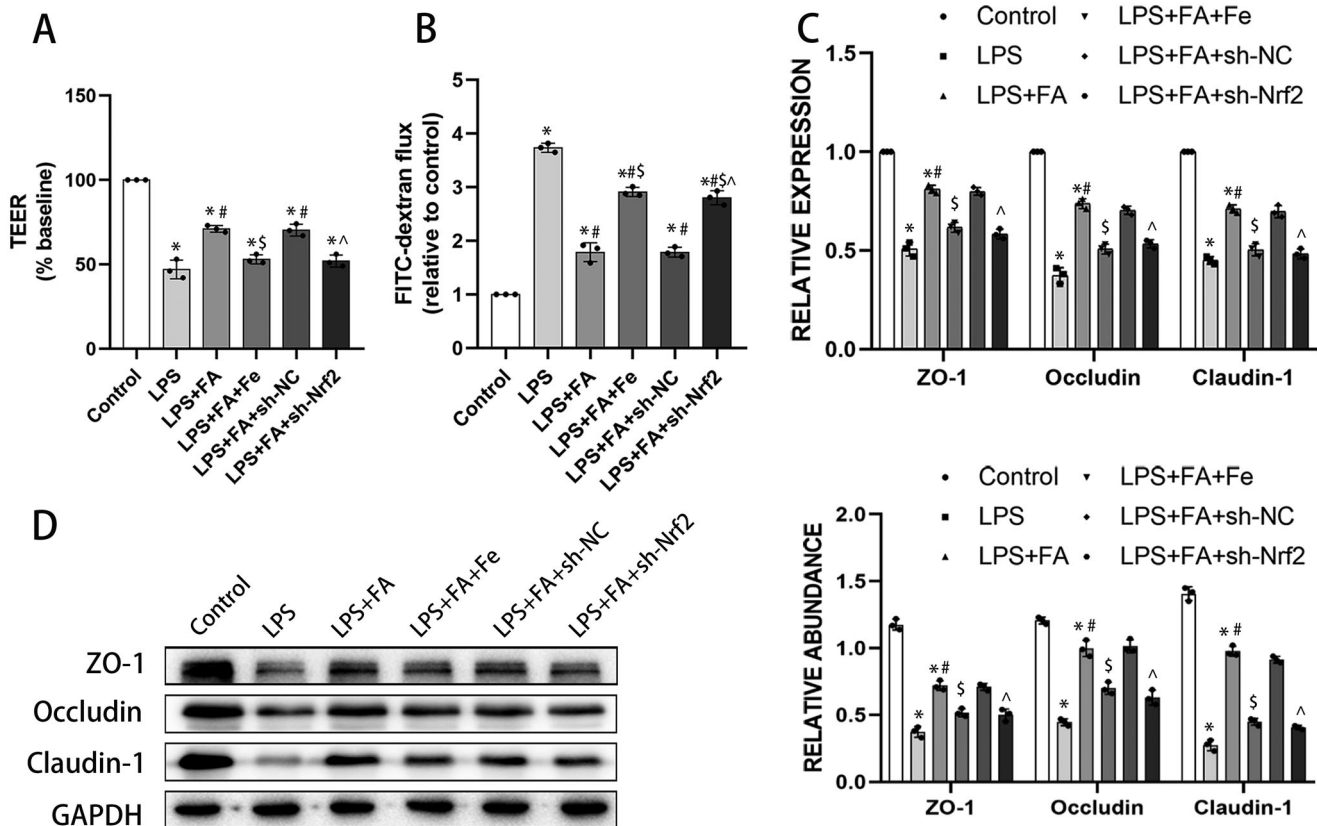 A
TEER
(% baseline)
150
100
50
0
* * # * $ * # * ^
Control
LPS
LPS+FA
LPS+FA+Fe
LPS+FA+sh-NC
LPS+FA+sh-Nrf2
B
FITC-dextran flux
(relative to control)
5
4
3
2
1
0
* *# *#$ *# *#$^
Control
LPS
LPS+FA
LPS+FA+Fe
LPS+FA+sh-NC
LPS+FA+sh-Nrf2
C
Control
LPS+FA+Fe
LPS
LPS+FA+sh-NC
LPS+FA
LPS+FA+sh-Nrf2
RELATIVE EXPRESSION
1.5
1.0
0.5
0.0
* *# $ ^ * *# $ ^ * *# $ ^
ZO-1 Occludin Claudin-1
D
Control
LPS
LPS+FA
LPS+FA+Fe
LPS+FA+sh-NC
LPS+FA+sh-Nrf2
ZO-1
Occludin
Claudin-1
GAPDH
Control
LPS+FA+Fe
LPS
LPS+FA+sh-NC
LPS+FA
LPS+FA+sh-Nrf2
RELATIVE ABUNDANCE
2.0
1.5
1.0
0.5
0.0
* *# $ ^ * *# $ ^ * *# $ ^
ZO-1 Occludin Claudin-1